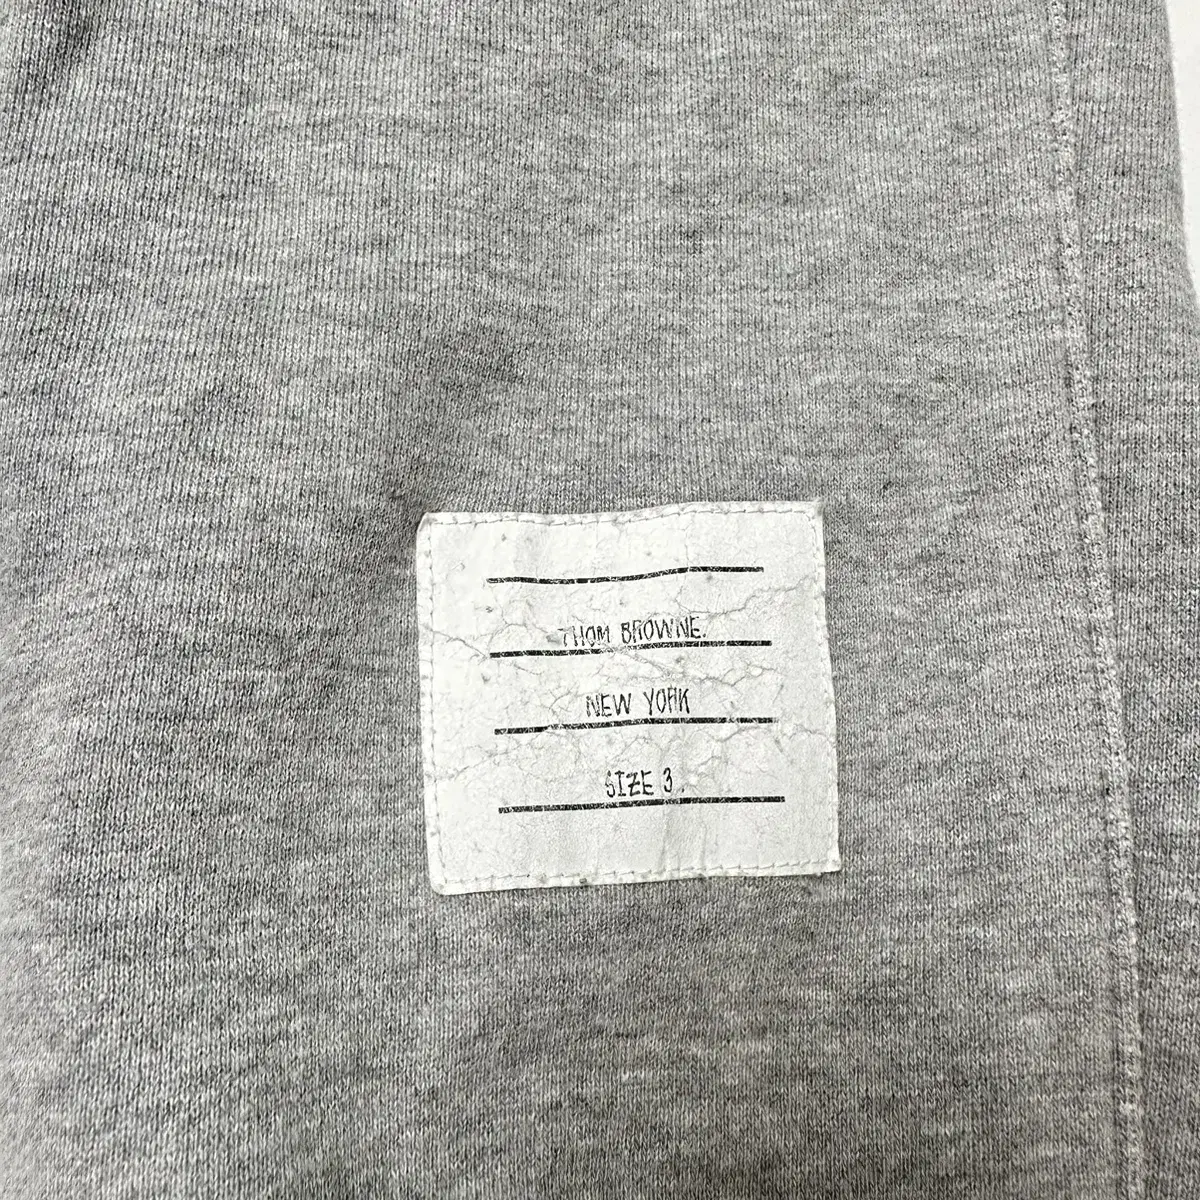 THOM BROWNE.
NEW YORK
SIZE 3.